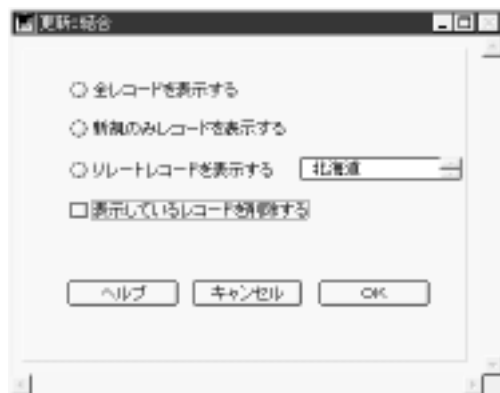 更新:結合
全レコードを表示する
新規のみレコードを表示する
リレートレコードを表示する 北海道
表示しているレコードを削除する
ヘルプ キャンセル OK